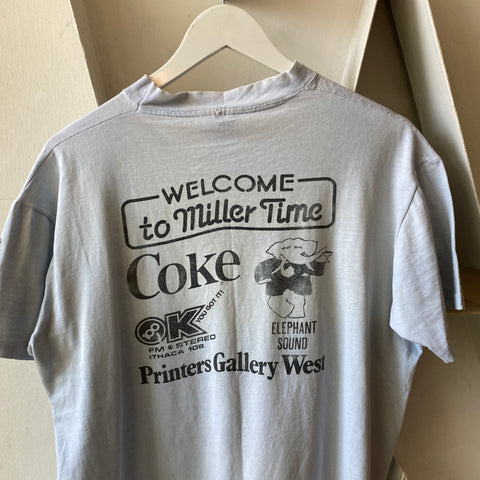 WELCOME
to Miller Time
Coke
OK YOU GOT IT!
FM & STEREO
ITHACA 108
ELEPHANT
SOUND
Printers Gallery West